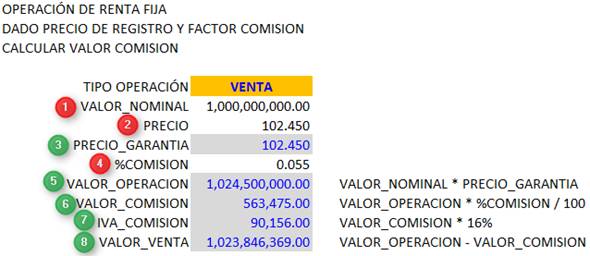 OPERACIÓN DE RENTA FIJA
DADO PRECIO DE REGISTRO Y FACTOR COMISION
CALCULAR VALOR COMISION
TIPO OPERACIÓN VENTA
1 VALOR_NOMINAL 1,000,000,000.00
2 PRECIO 102.450
3 PRECIO_GARANTIA 102.450
4 %COMISION 0.055
5 VALOR_OPERACION 1,024,500,000.00 VALOR_NOMINAL * PRECIO_GARANTIA
6 VALOR_COMISION 563,475.00 VALOR_OPERACION * %COMISION / 100
7 IVA_COMISION 90,156.00 VALOR_COMISION * 16%
8 VALOR_VENTA 1,023,846,369.00 VALOR_OPERACION - VALOR_COMISION